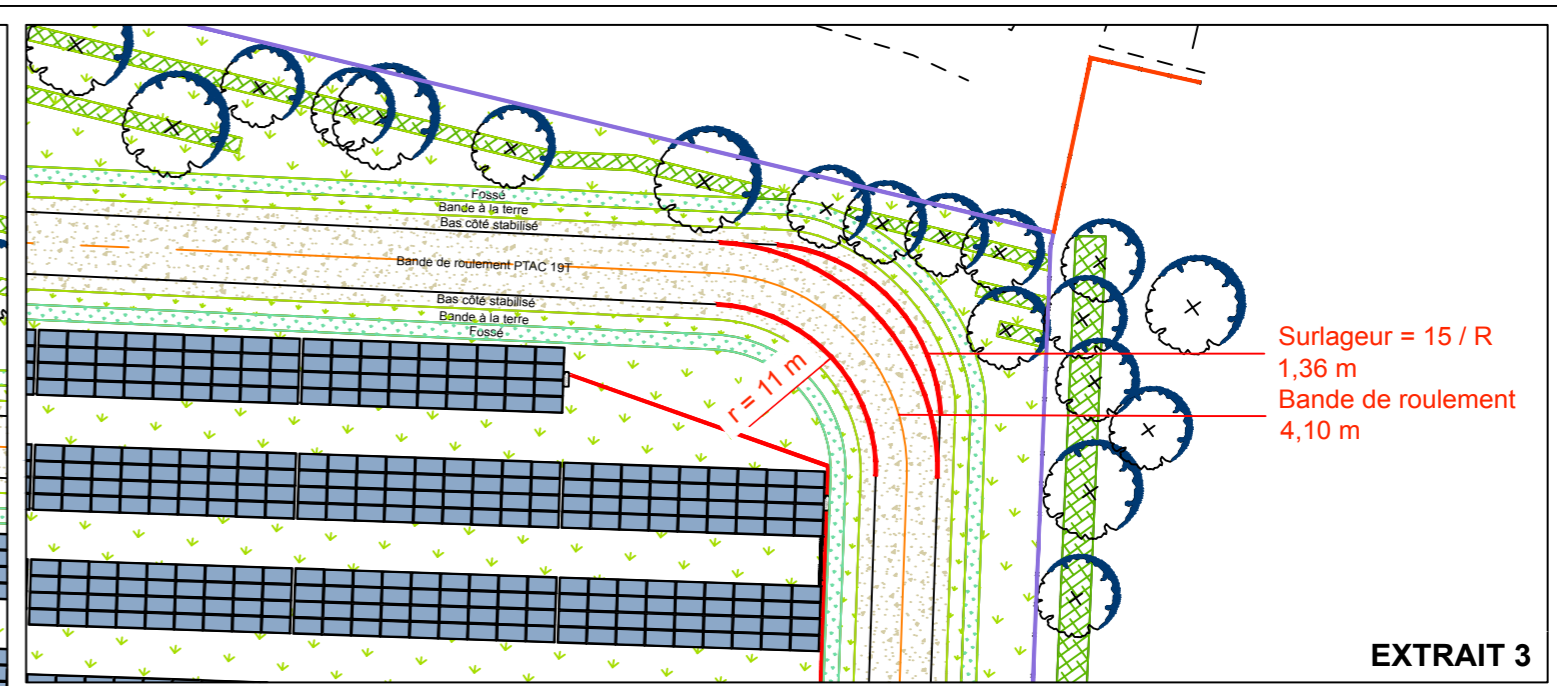 Fossé
Bande à la terre
Bas côté stabilisé
Bande de roulement PTAC 19T
Bas côté stabilisé
Bande à la terre
Fossé
r = 11 m
Surlageur = 15 / R
1,36 m
Bande de roulement
4,10 m
EXTRAIT 3